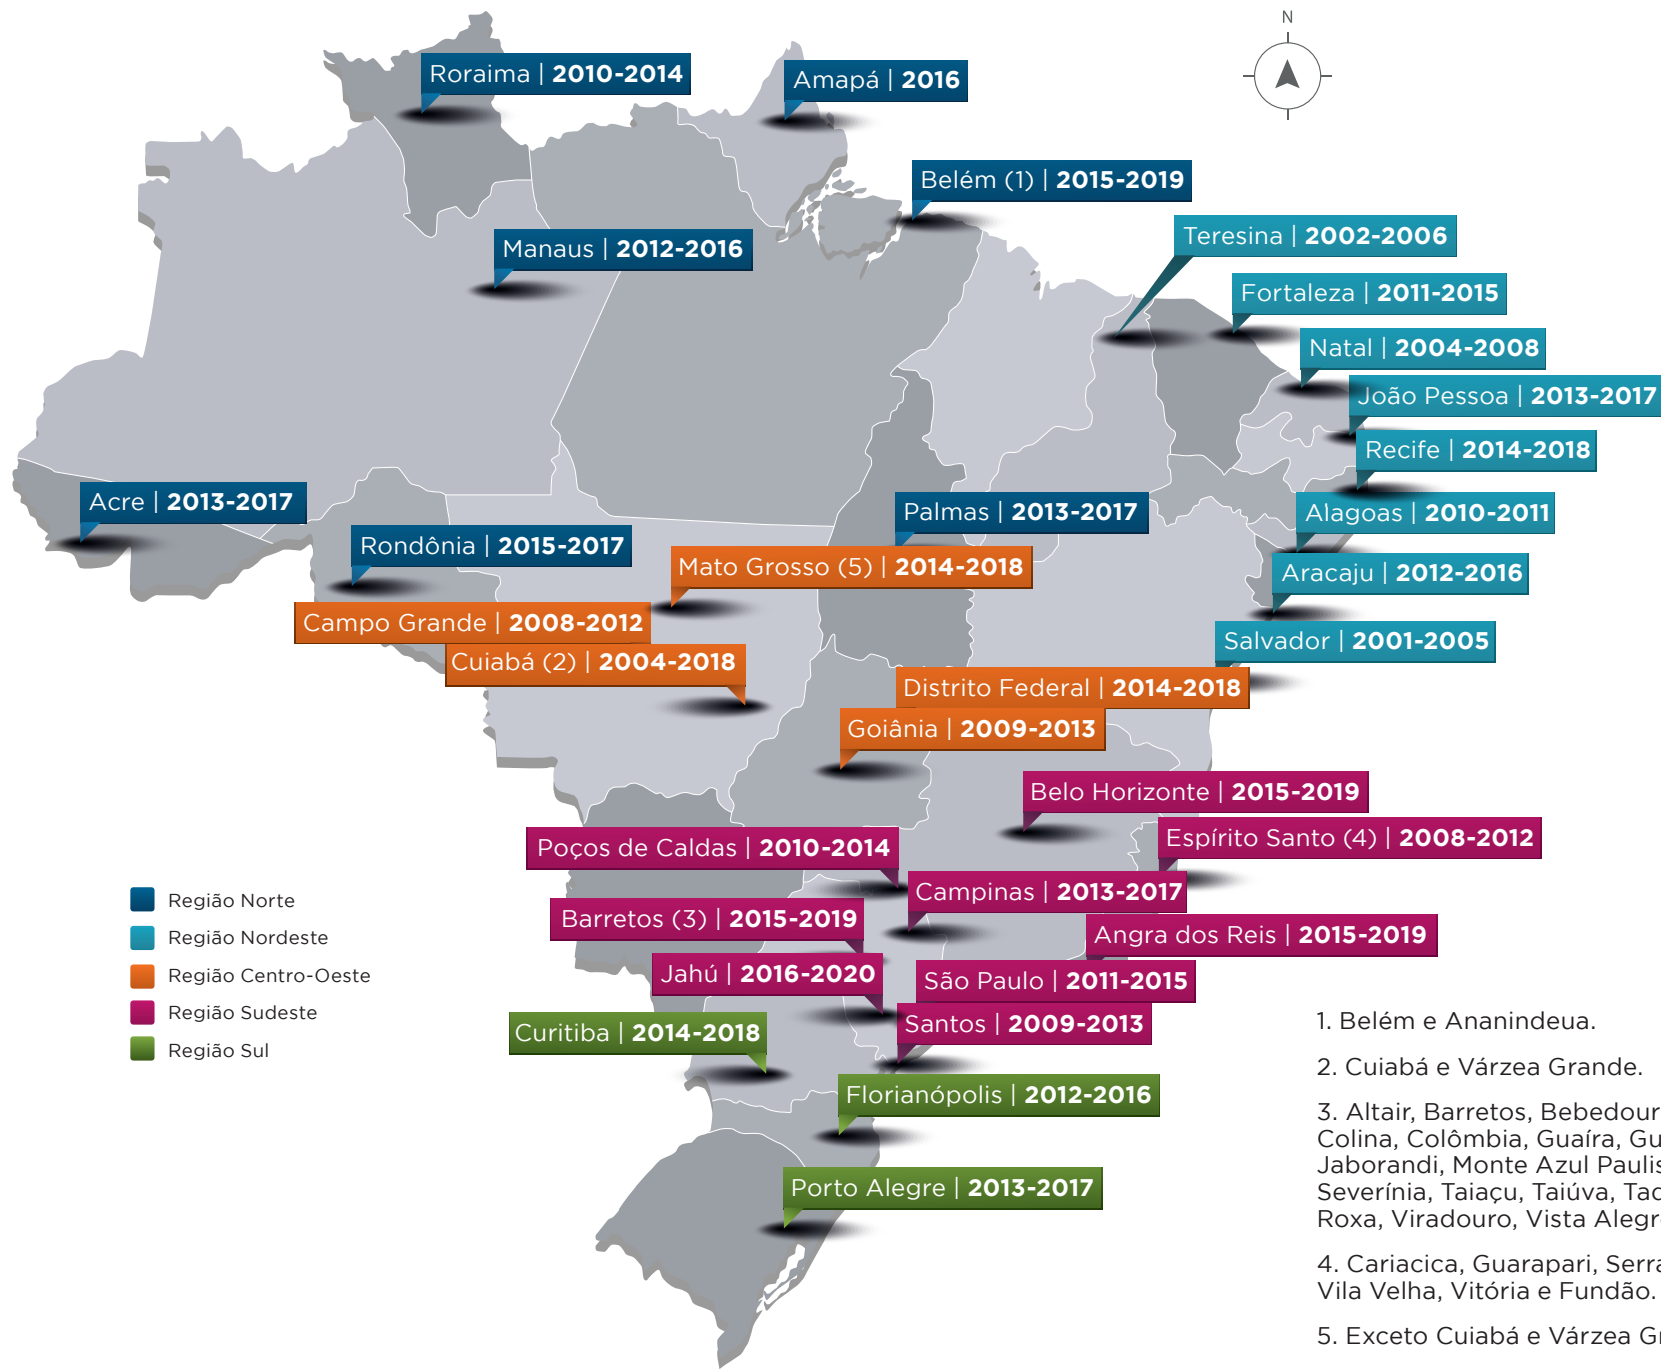 N
Roraima | 2010-2014
Amapá | 2016
Belém (1) | 2015-2019
Manaus | 2012-2016
Teresina | 2002-2006
Fortaleza | 2011-2015
Natal | 2004-2008
João Pessoa | 2013-2017
Recife | 2014-2018
Acre | 2013-2017
Palmas | 2013-2017
Alagoas | 2010-2011
Rondônia | 2015-2017
Mato Grosso (5) | 2014-2018
Aracaju | 2012-2016
Campo Grande | 2008-2012
Salvador | 2001-2005
Cuiabá (2) | 2004-2018
Distrito Federal | 2014-2018
Goiânia | 2009-2013
Belo Horizonte | 2015-2019
Espírito Santo (4) | 2008-2012
Poços de Caldas | 2010-2014
Campinas | 2013-2017
Barretos (3) | 2015-2019
Angra dos Reis | 2015-2019
Jahú | 2016-2020
São Paulo | 2011-2015
Santos | 2009-2013
Curitiba | 2014-2018
Florianópolis | 2012-2016
Porto Alegre | 2013-2017
Região Norte
Região Nordeste
Região Centro-Oeste
Região Sudeste
Região Sul
1. Belém e Ananindeua.
2. Cuiabá e Várzea Grande.
3. Altair, Barretos,
Colina, Colômbia, Guaíra,
Jaborandi, Monte Azul
Severínia, Taiaçu, Taiúva,
Roxa, Viradouro, Vista
4. Cariacica, Guarapari, Serra
Vila Velha, Vitória e Fundão.
5. Exceto Cuiabá e Várzea